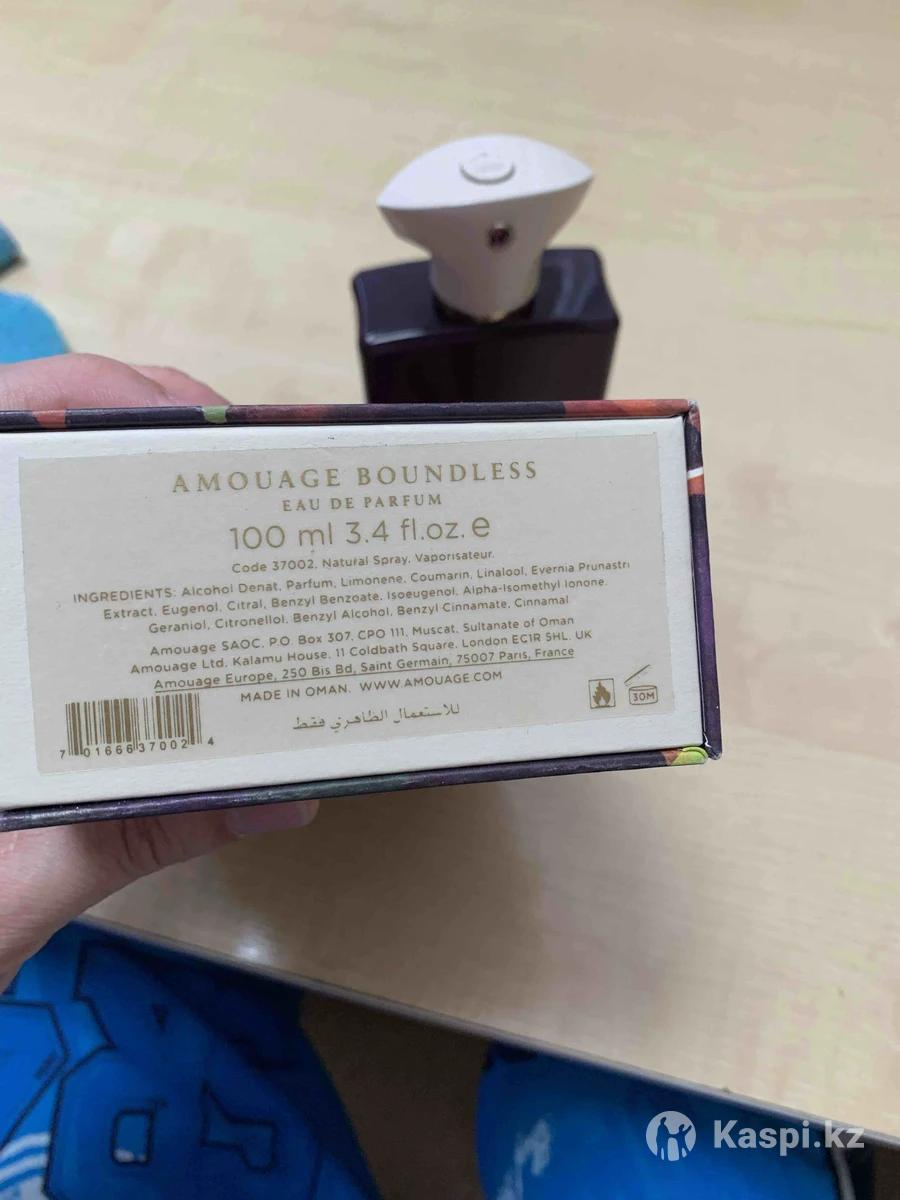 AMOUAGE BOUNDLESS
EAU DE PARFUM
100 ml 3.4 fl.oz. e
Code 37002, Natural Spray, Vaporisateur.
INGREDIENTS: Alcohol Denat, Parfum, Limonene, Coumarin, Linalool, Evernia Prunastri
Extract, Eugenol, Citral, Benzyl Benzoate, Isoeugenol, Alpha-Isomethyl Ionone,
Geraniol, Citronellol, Benzyl Alcohol, Benzyl Cinnamate, Cinnamal
Amouage SAOC, P.O. Box 307, CPO 111, Muscat, Sultanate of Oman
Amouage Ltd, Kalamu House, 11 Coldbath Square, London EC1R 5HL, UK
Amouage Europe, 250 Bis Bd, Saint Germain, 75007 Paris, France
MADE IN OMAN. WWW.AMOUAGE.COM
للاستعمال الظاهري فقط
30M
7 01666 37002 4
Kaspi.kz